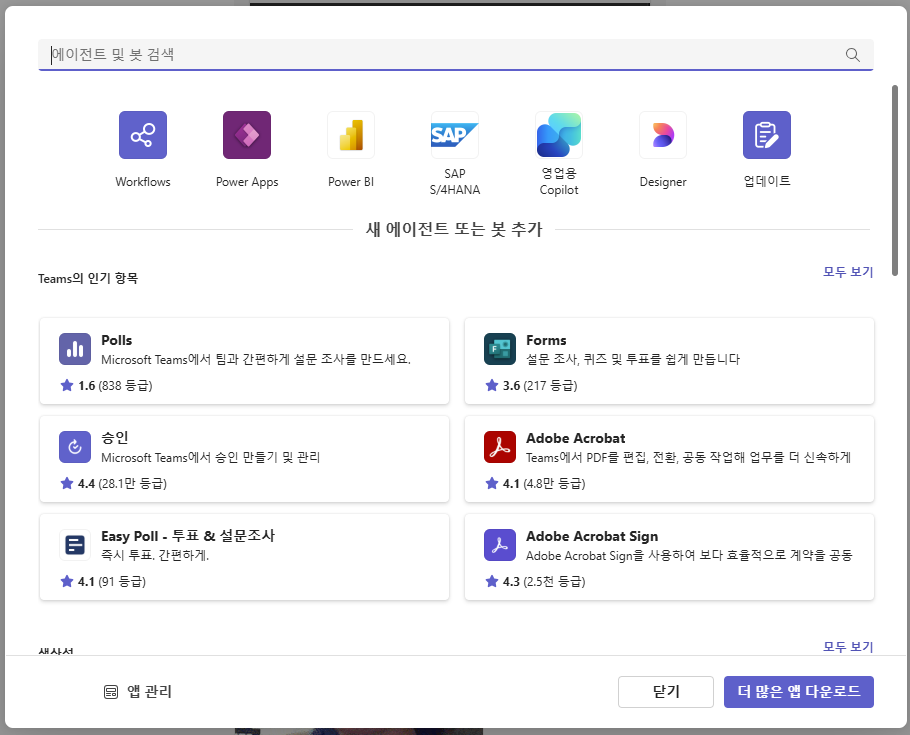 에이전트 및 봇 검색
Workflows
Power Apps
Power BI
SAP
SAP
S/4HANA
영업용
Copilot
Designer
업데이트
새 에이전트 또는 봇 추가
Teams의 인기 항목
모두 보기
Polls
Microsoft Teams에서 팀과 간편하게 설문 조사를 만드세요.
1.6 (838 등급)
F
Forms
설문 조사, 퀴즈 및 투표를 쉽게 만듭니다
3.6 (217 등급)
승인
Microsoft Teams에서 승인 만들기 및 관리
4.4 (28.1만 등급)
Adobe Acrobat
Teams에서 PDF를 편집, 전환, 공동 작업해 업무를 더 신속하게
4.1 (4.8만 등급)
Easy Poll - 투표 & 설문조사
즉시 투표. 간편하게.
4.1 (91 등급)
Adobe Acrobat Sign
Adobe Acrobat Sign을 사용하여 보다 효율적으로 계약을 공동
4.3 (2.5천 등급)
생산성
모두 보기
앱 관리
닫기
더 많은 앱 다운로드